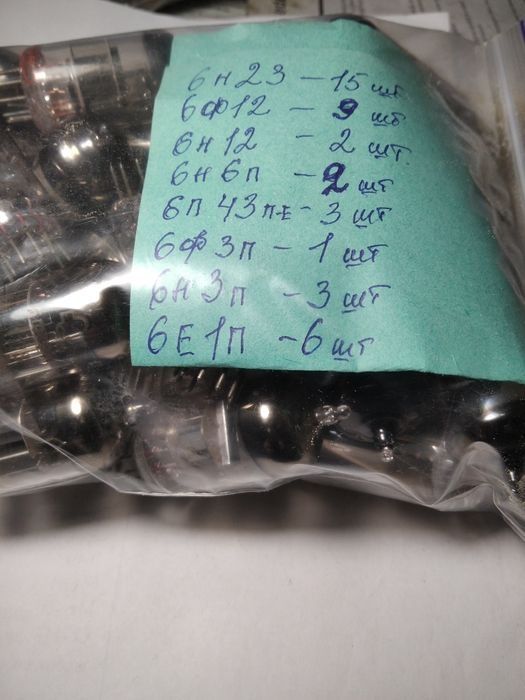 6Н23 - 15 шт
6Ф12 - 9 шт
6Н12 - 2 шт.
6Н6П - 2 шт
6П43П-Е - 3 шт
6Ф3П - 1 шт
6Н3П - 3 шт
6Е1П - 6 шт